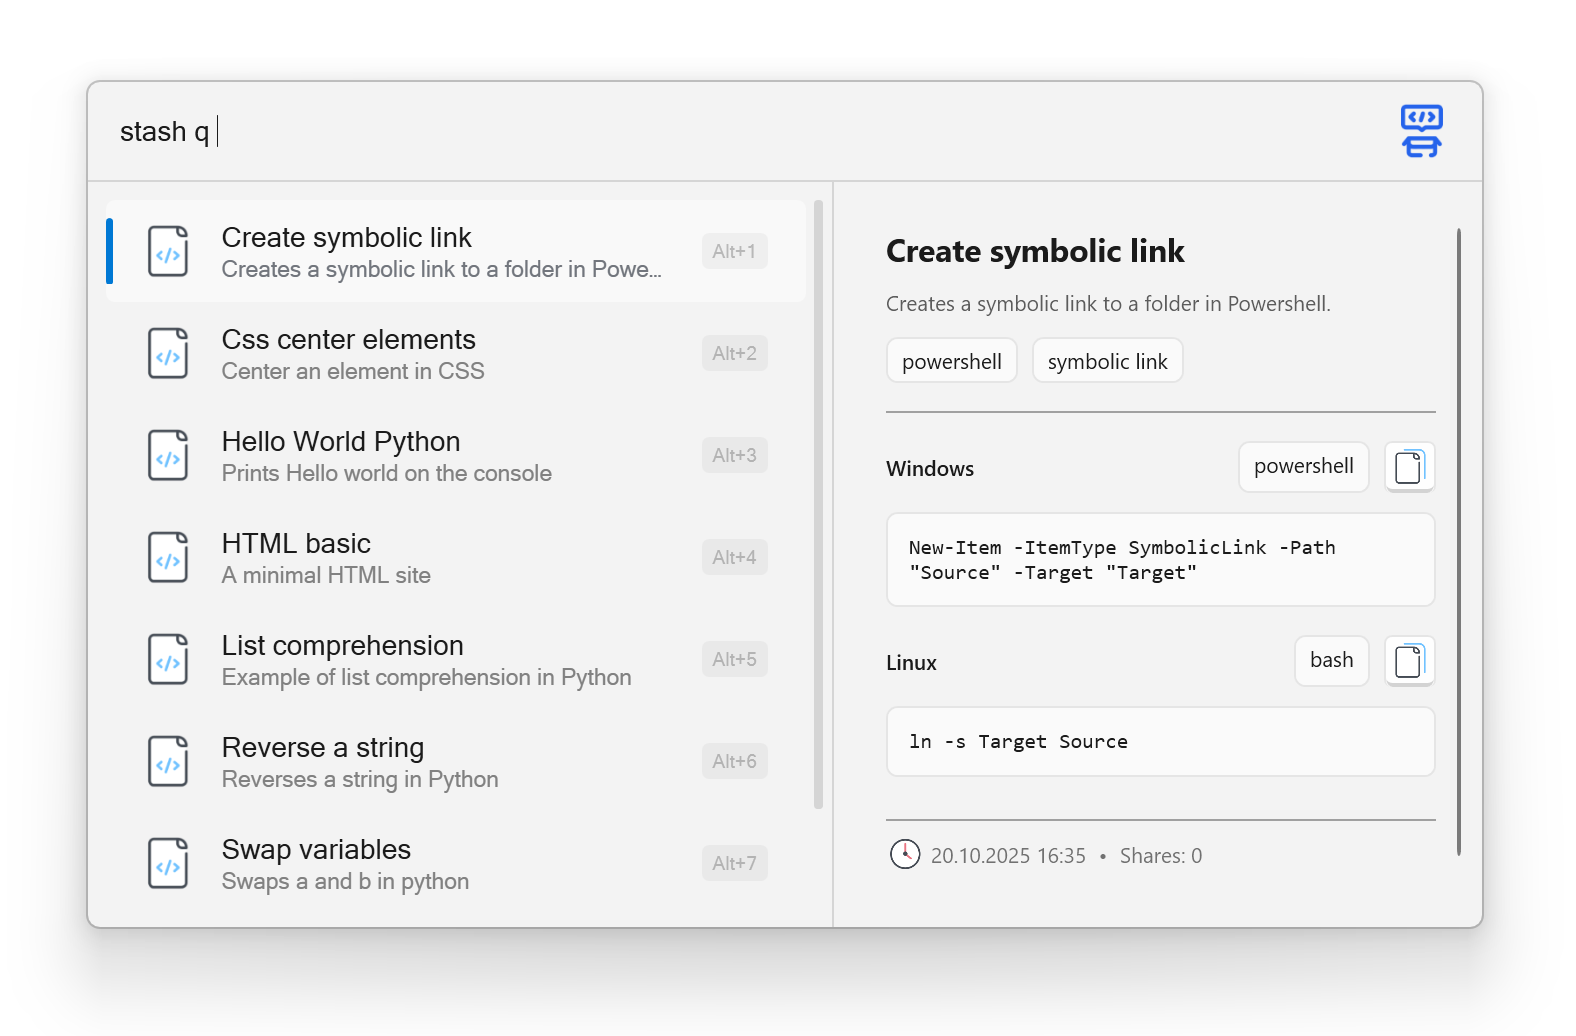 stash q
Create symbolic link
Creates a symbolic link to a folder in Powe...
Alt+1
Css center elements
Center an element in CSS
Alt+2
Hello World Python
Prints Hello world on the console
Alt+3
HTML basic
A minimal HTML site
Alt+4
List comprehension
Example of list comprehension in Python
Alt+5
Reverse a string
Reverses a string in Python
Alt+6
Swap variables
Swaps a and b in python
Alt+7
Create symbolic link
Creates a symbolic link to a folder in Powershell.
powershell symbolic link
Windows powershell
New-Item -ItemType SymbolicLink -Path
"Source" -Target "Target"
Linux bash
ln -s Target Source
20.10.2025 16:35 • Shares: 0